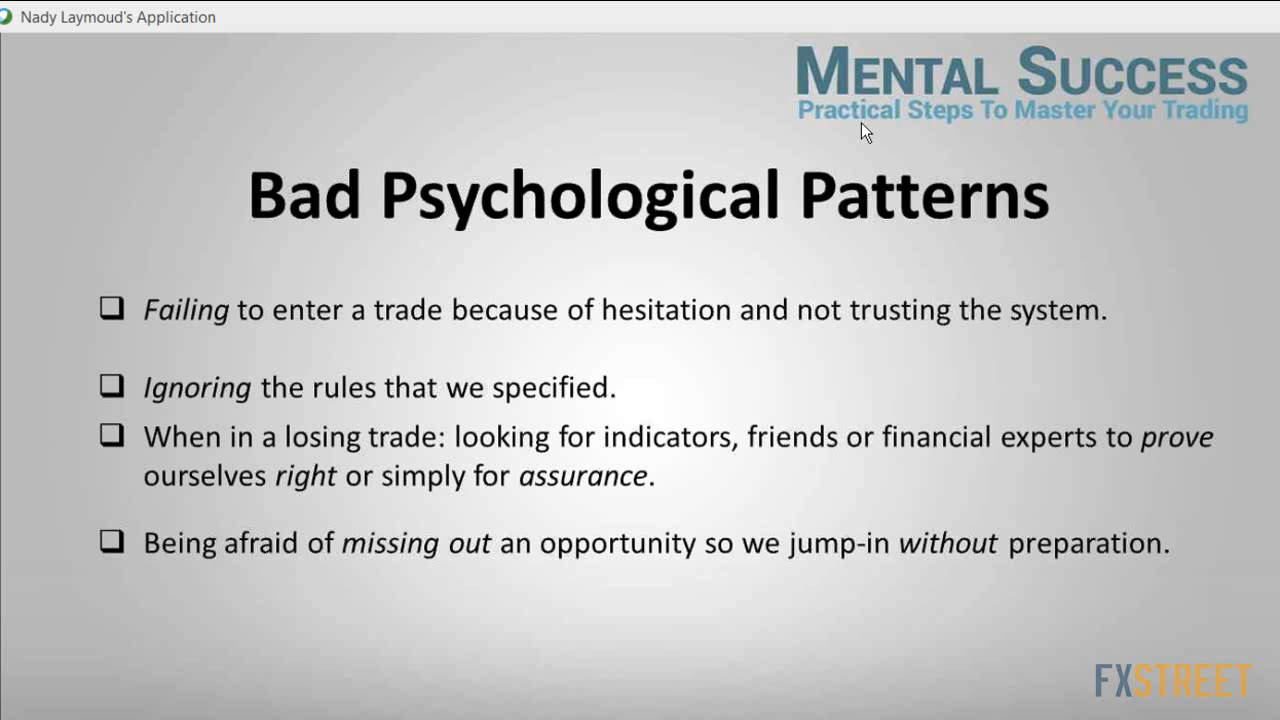 Nady Laymoud's Application
MENTAL SUCCESS
Practical Steps To Master Your Trading
Bad Psychological Patterns
Failing to enter a trade because of hesitation and not trusting the system.
Ignoring the rules that we specified.
When in a losing trade: looking for indicators, friends or financial experts to prove
ourselves right or simply for assurance.
Being afraid of missing out an opportunity so we jump-in without preparation.
FXSTREET